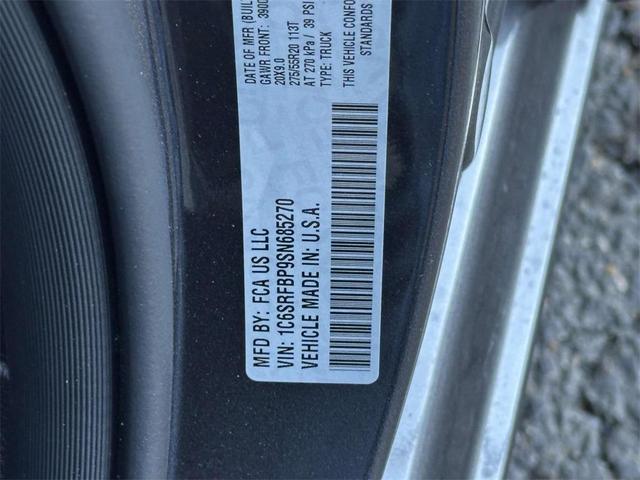 MFD BY: FCA US LLC
VIN: 1C6SRFBP9SN685270
VEHICLE MADE IN: U.S.A.
DATE OF MFR (BUIL
GAWR FRONT: 3900
20X9.0
275/55R20 113T
AT 270 kPa / 39 PSI
TYPE: TRUCK
THIS VEHICLE CONFO
STANDARDS